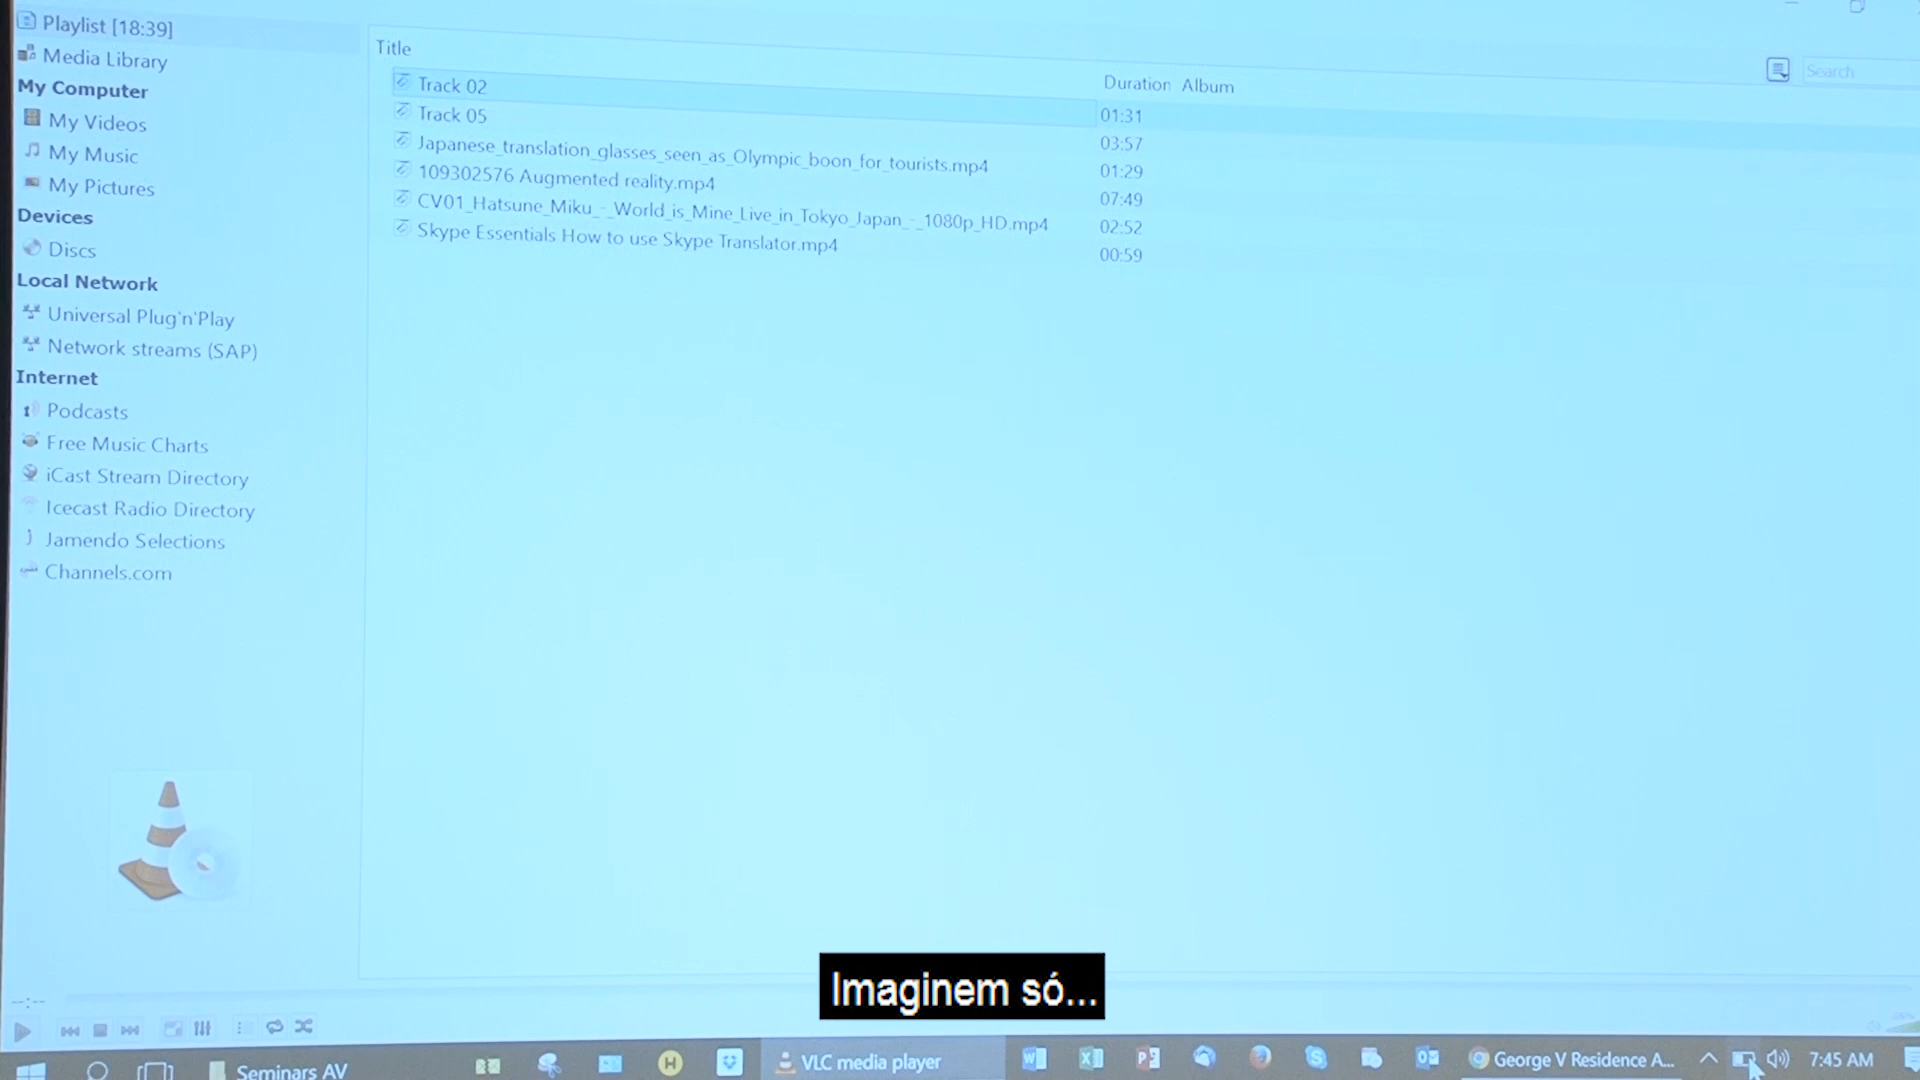 Playlist [18:39]
Media Library
My Computer
My Videos
My Music
My Pictures
Devices
Discs
Local Network
Universal Plug'n'Play
Network streams (SAP)
Internet
Podcasts
Free Music Charts
iCast Stream Directory
Icecast Radio Directory
Jamendo Selections
Channels.com
Title
Duration Album
Search
Track 02
01:31
Track 05
03:57
Japanese_translation_glasses_seen_as_Olympic_boon_for_tourists.mp4
01:29
109302576 Augmented reality.mp4
07:49
CV01_Hatsune_Miku_-_World_is_Mine_Live_in_Tokyo_Japan_-_1080p_HD.mp4
02:52
Skype Essentials How to use Skype Translator.mp4
00:59
Imaginem só...
--:--
Seminars AV
H
VLC media player
George V Residence A...
7:45 AM